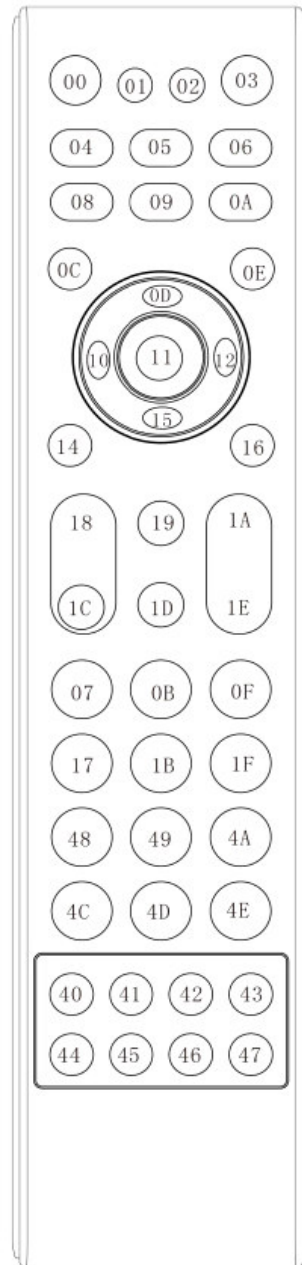 00 01 02 03
04 05 06
08 09 0A
0C 0E
0D
10 11 12
15
14 16
18 19 1A
1C 1D 1E
07 0B 0F
17 1B 1F
48 49 4A
4C 4D 4E
40 41 42 43
44 45 46 47